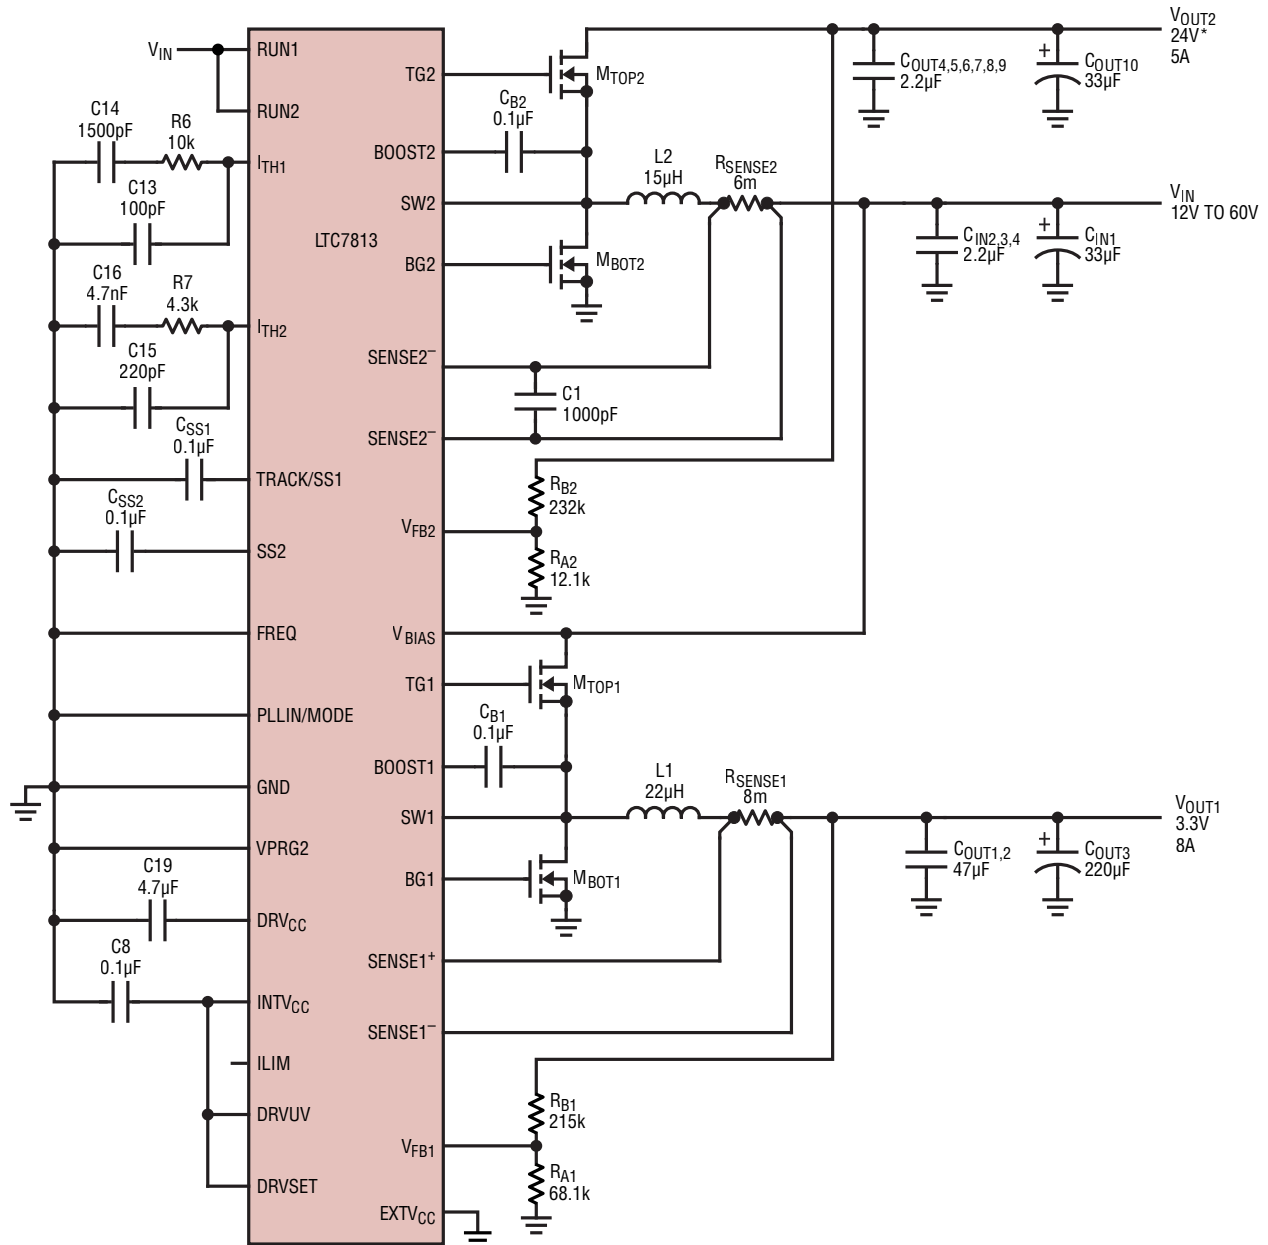 VIN
RUN1
RUN2
C14
1500pF
R6
10k
ITH1
C13
100pF
C16
4.7nF
R7
4.3k
ITH2
C15
220pF
CSS1
0.1µF
TRACK/SS1
CSS2
0.1µF
SS2
FREQ
PLLIN/MODE
GND
VPRG2
C19
4.7µF
DRVCC
C8
0.1µF
INTVCC
ILIM
DRVUV
DRVSET
LTC7813
TG2
MTOP2
CB2
0.1µF
BOOST2
SW2
L2
15µH
RSENSE2
6m
BG2
MBOT2
SENSE2–
C1
1000pF
SENSE2–
RB2
232k
VFB2
RA2
12.1k
VBIAS
TG1
MTOP1
CB1
0.1µF
BOOST1
SW1
L1
22µH
RSENSE1
8m
BG1
MBOT1
SENSE1+
SENSE1–
RB1
215k
VFB1
RA1
68.1k
EXTVCC
COUT4,5,6,7,8,9
2.2µF
+
COUT10
33µF
VOUT2
24V*
5A
CIN2,3,4
2.2µF
+
CIN1
33µF
VIN
12V TO 60V
COUT1,2
47µF
+
COUT3
220µF
VOUT1
3.3V
8A